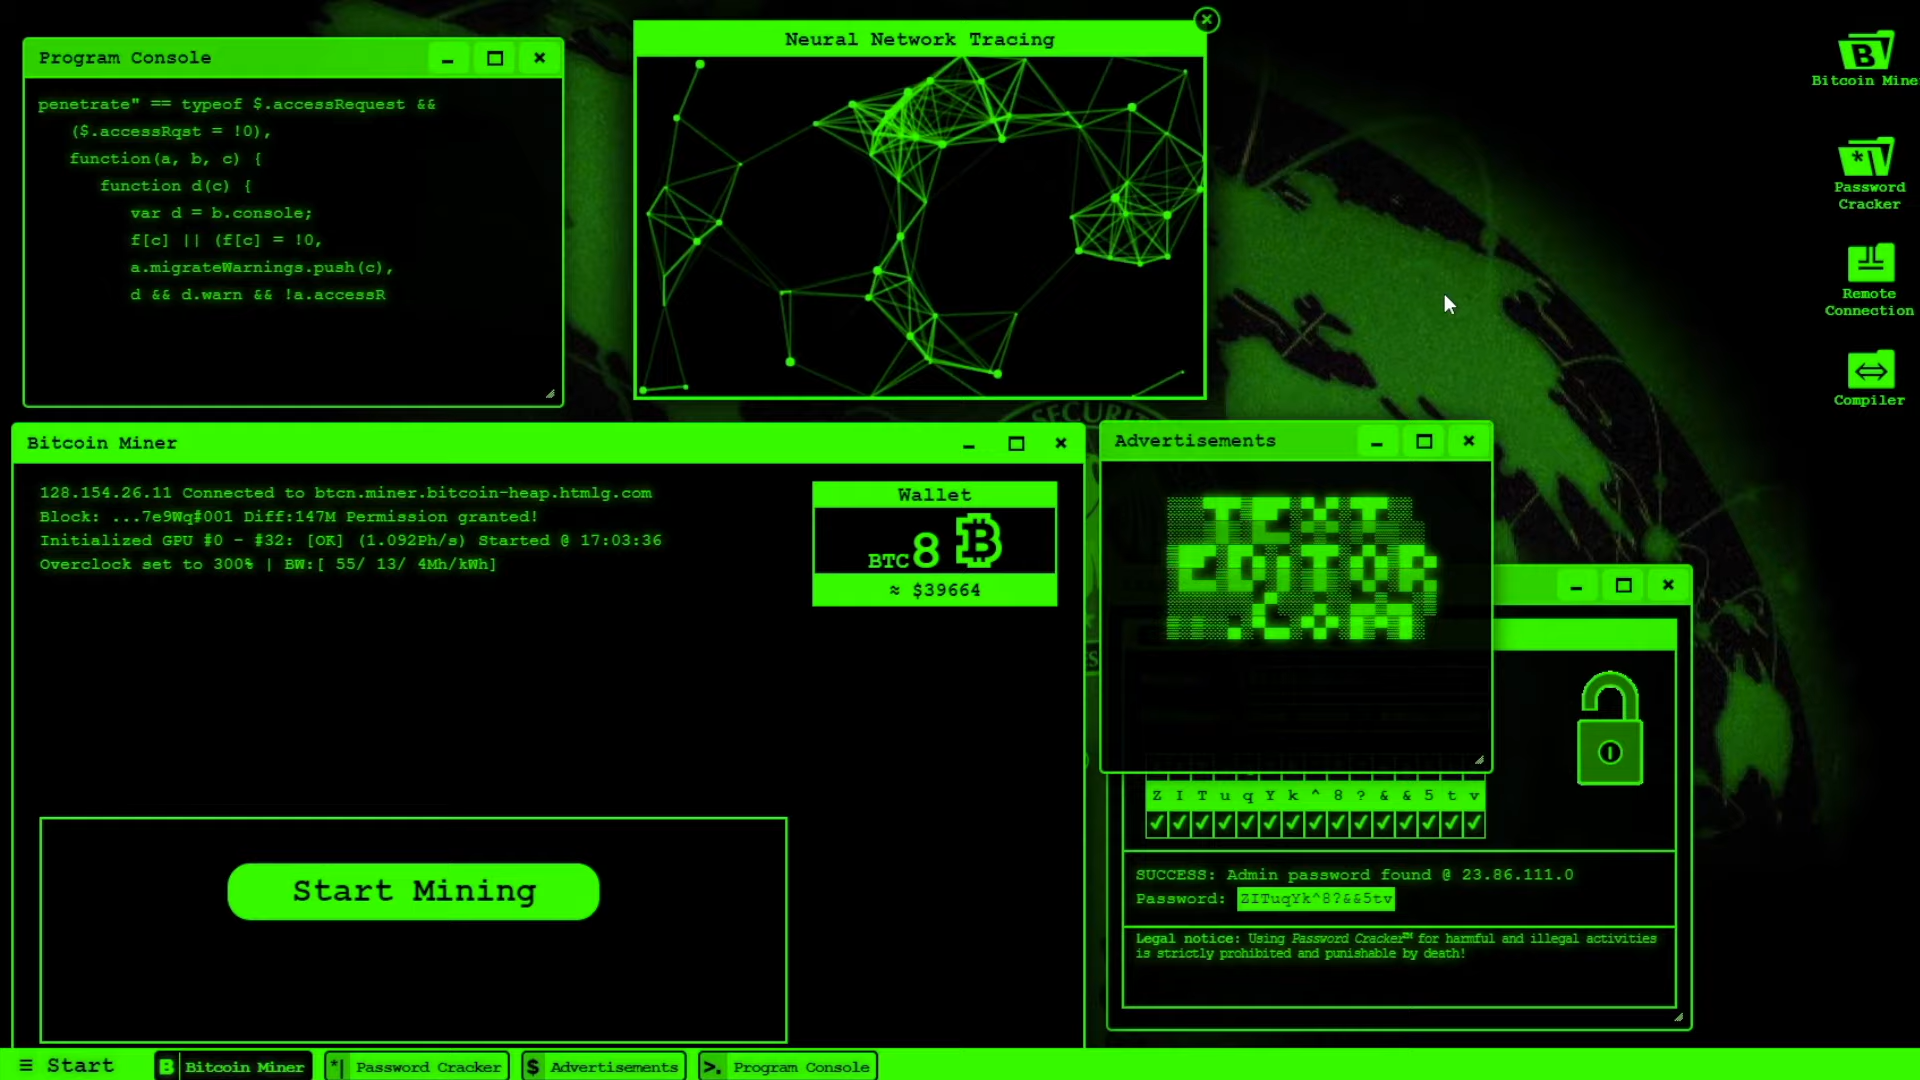 Program Console
penetrate" == typeof $.accessRequest &&
($.accessRqst = !0),
function(a, b, c) {
function d(c) {
var d = b.console;
f[c] || (f[c] = !0,
a.migrateWarnings.push(c),
d && d.warn && !a.accessR
Neural Network Tracing
Bitcoin Mine
Password
Cracker
Remote
Connection
Compiler
SECURIT
Bitcoin Miner
128.154.26.11 Connected to btcn.miner.bitcoin-heap.htmlg.com
Block: ...7e9Wq#001 Diff:147M Permission granted!
Initialized GPU #0 - #32: [OK] (1.092Ph/s) Started @ 17:03:36
Overclock set to 300% | BW:[ 55/ 13/ 4Mh/kWh]
Wallet
BTC 8
≈ $39664
Start Mining
Advertisements
TEXT
EDiTOR
.COM
Z I T u q Y k ^ 8 ? & & 5 t v
✓ ✓ ✓ ✓ ✓ ✓ ✓ ✓ ✓ ✓ ✓ ✓ ✓ ✓ ✓
SUCCESS: Admin password found @ 23.86.111.0
Password: ZITuqYk^8?&&5tv
Legal notice: Using Password Cracker™ for harmful and illegal activities
is strictly prohibited and punishable by death!
≡ Start
B Bitcoin Miner
*| Password Cracker
$ Advertisements
>. Program Console